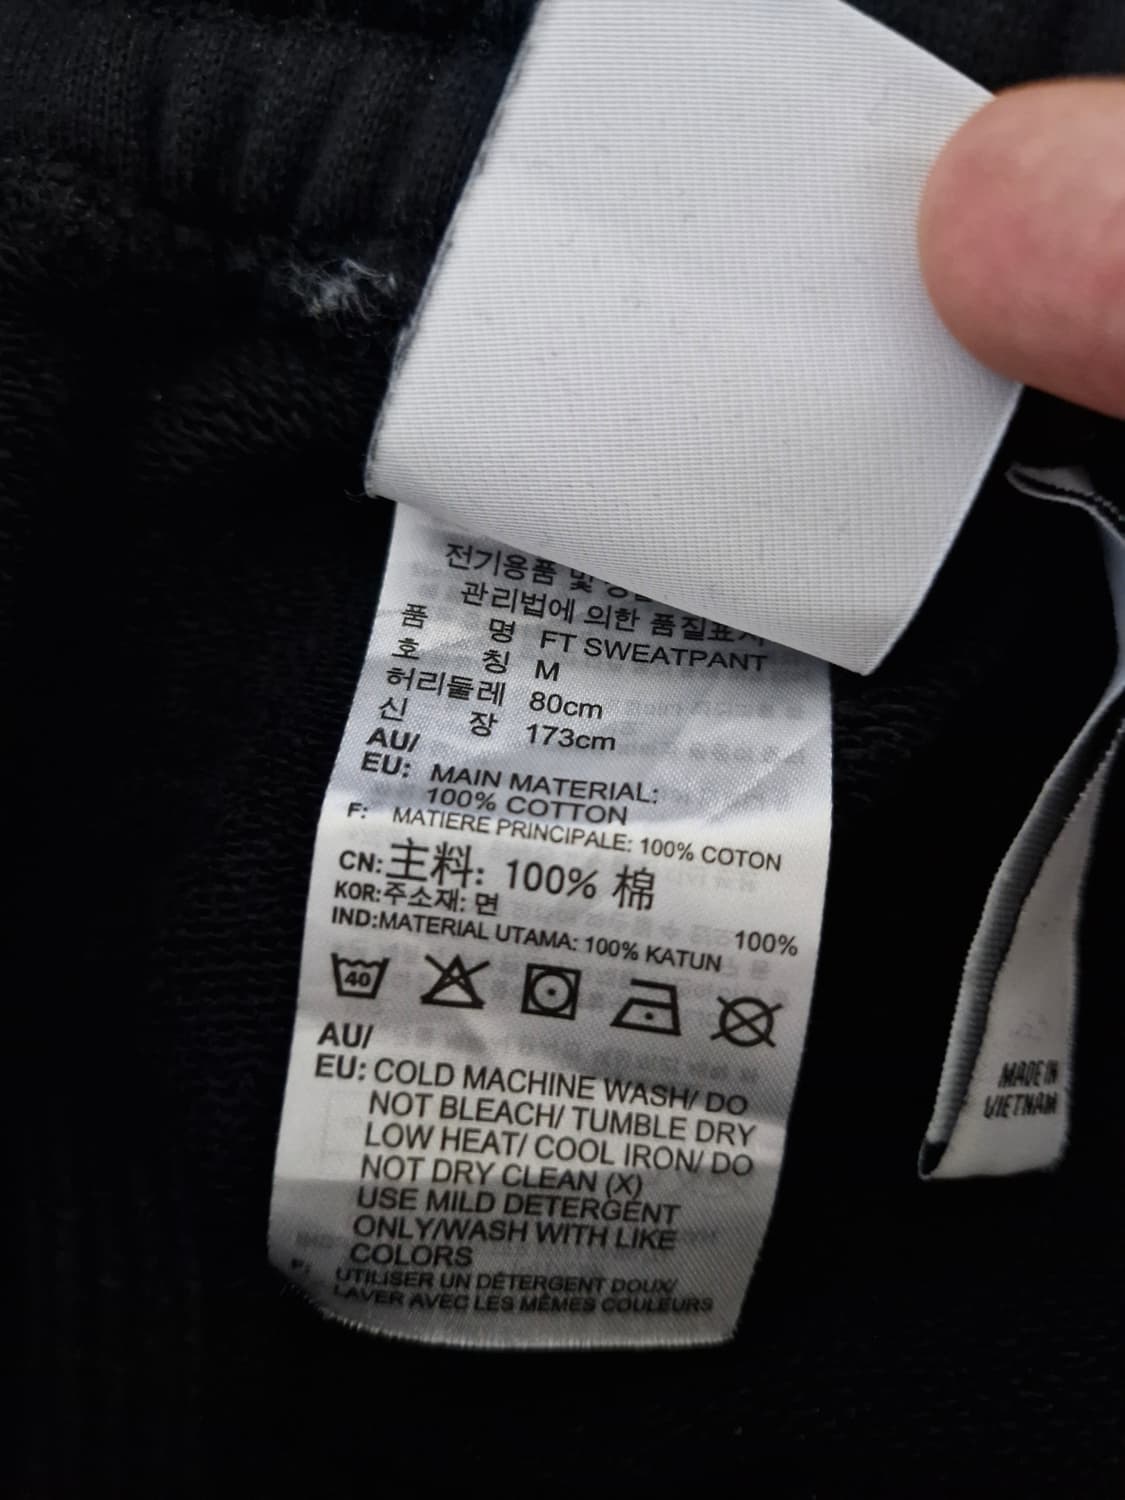 전기용품 및
관리법에 의한 품질표시
품 명 FT SWEATPANT
호 칭 M
허리둘레 80cm
신 장 173cm
AU/
EU: MAIN MATERIAL:
100% COTTON
F: MATIERE PRINCIPALE: 100% COTON
CN: 主料: 100% 棉
KOR:주소재: 면 100%
IND:MATERIAL UTAMA: 100% KATUN
40
AU/
EU: COLD MACHINE WASH/ DO
NOT BLEACH/ TUMBLE DRY
LOW HEAT/ COOL IRON/ DO
NOT DRY CLEAN (X)
USE MILD DETERGENT
ONLY/WASH WITH LIKE
COLORS
F: UTILISER UN DÉTERGENT DOUX/
LAVER AVEC LES MÊMES COULEURS
MADE IN
VIETNAM